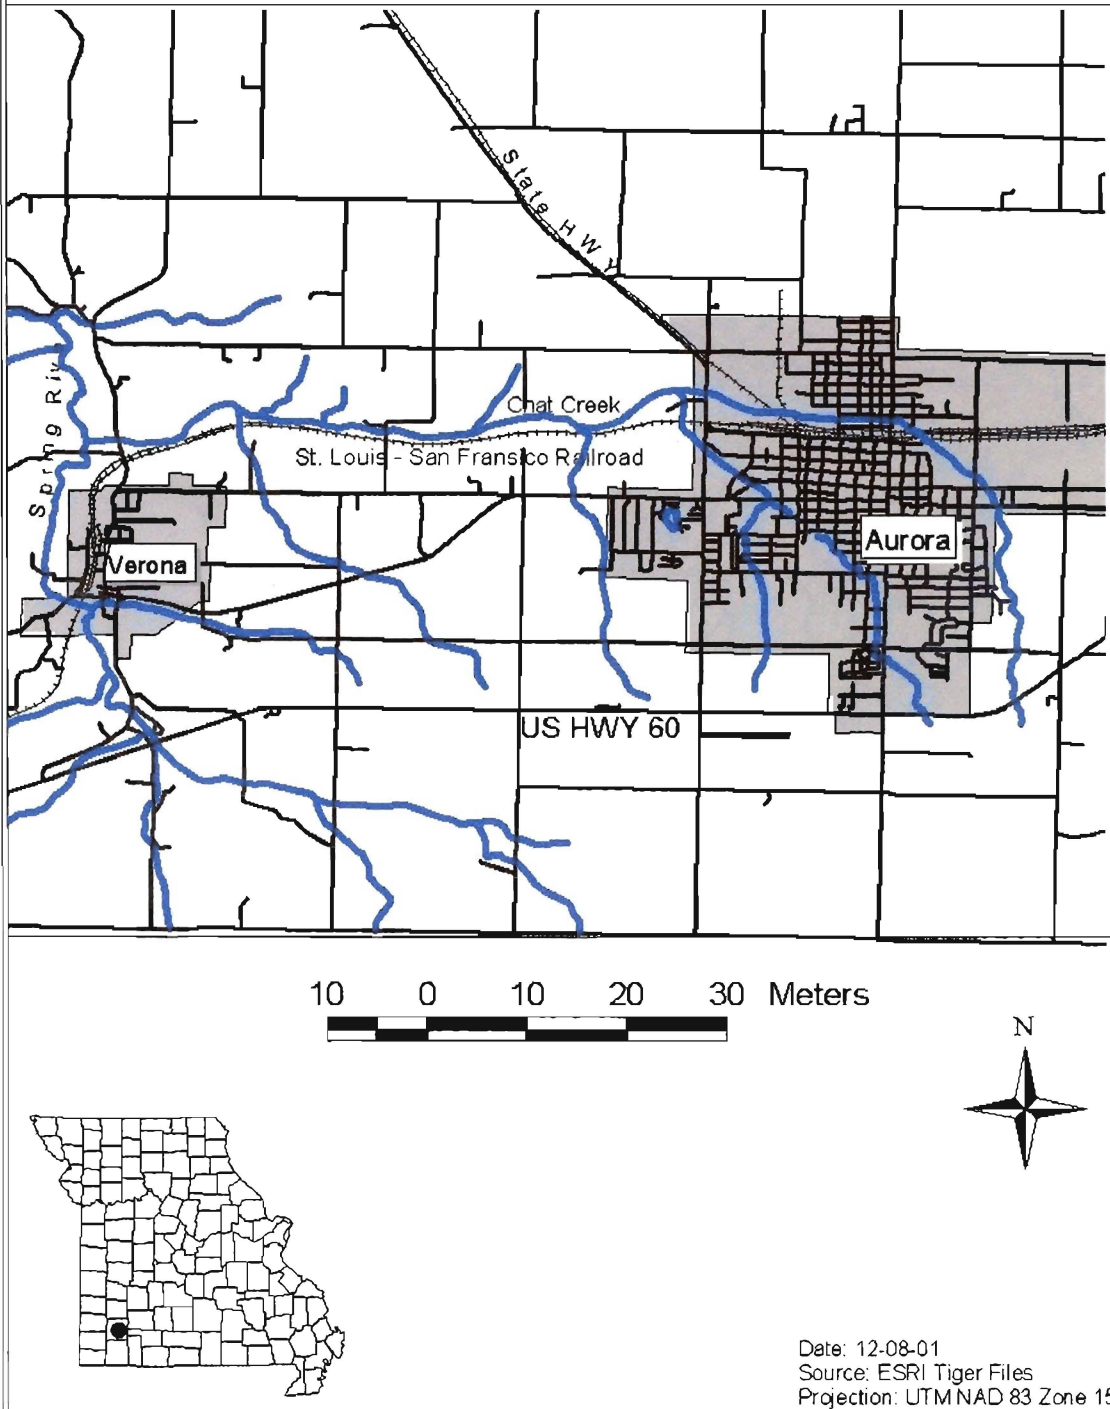 State HWY
Spring Riv
Chat Creek
St. Louis - San Fransico Railroad
Verona
Aurora
US HWY 60
10 0 10 20 30 Meters
N
Date: 12-08-01
Source: ESRI Tiger Files
Projection: UTM NAD 83 Zone 15